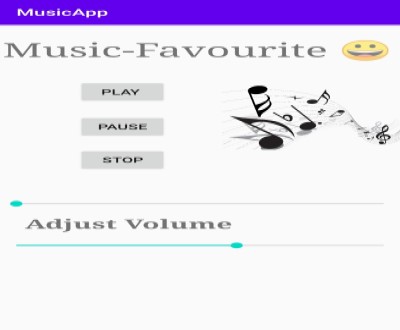 MusicApp
Music-Favourite 😀
PLAY
PAUSE
STOP
Adjust Volume